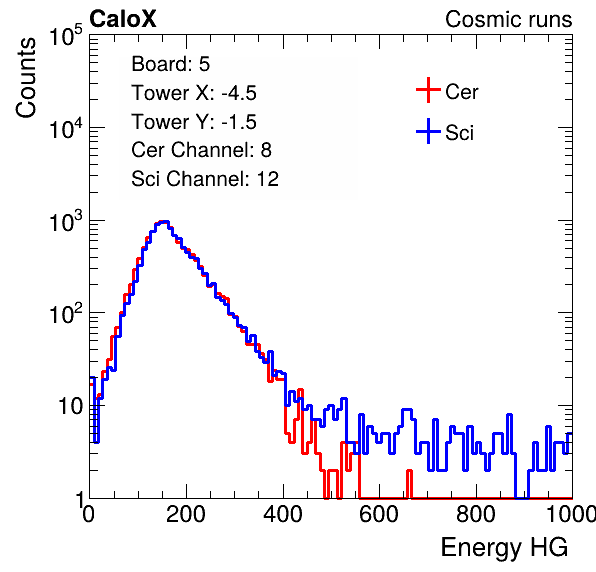 CaloX Cosmic runs
Counts
10^5
10^4
10^3
10^2
10
1
Board: 5
Tower X: -4.5
Tower Y: -1.5
Cer Channel: 8
Sci Channel: 12
Cer
Sci
0 200 400 600 800 1000
Energy HG